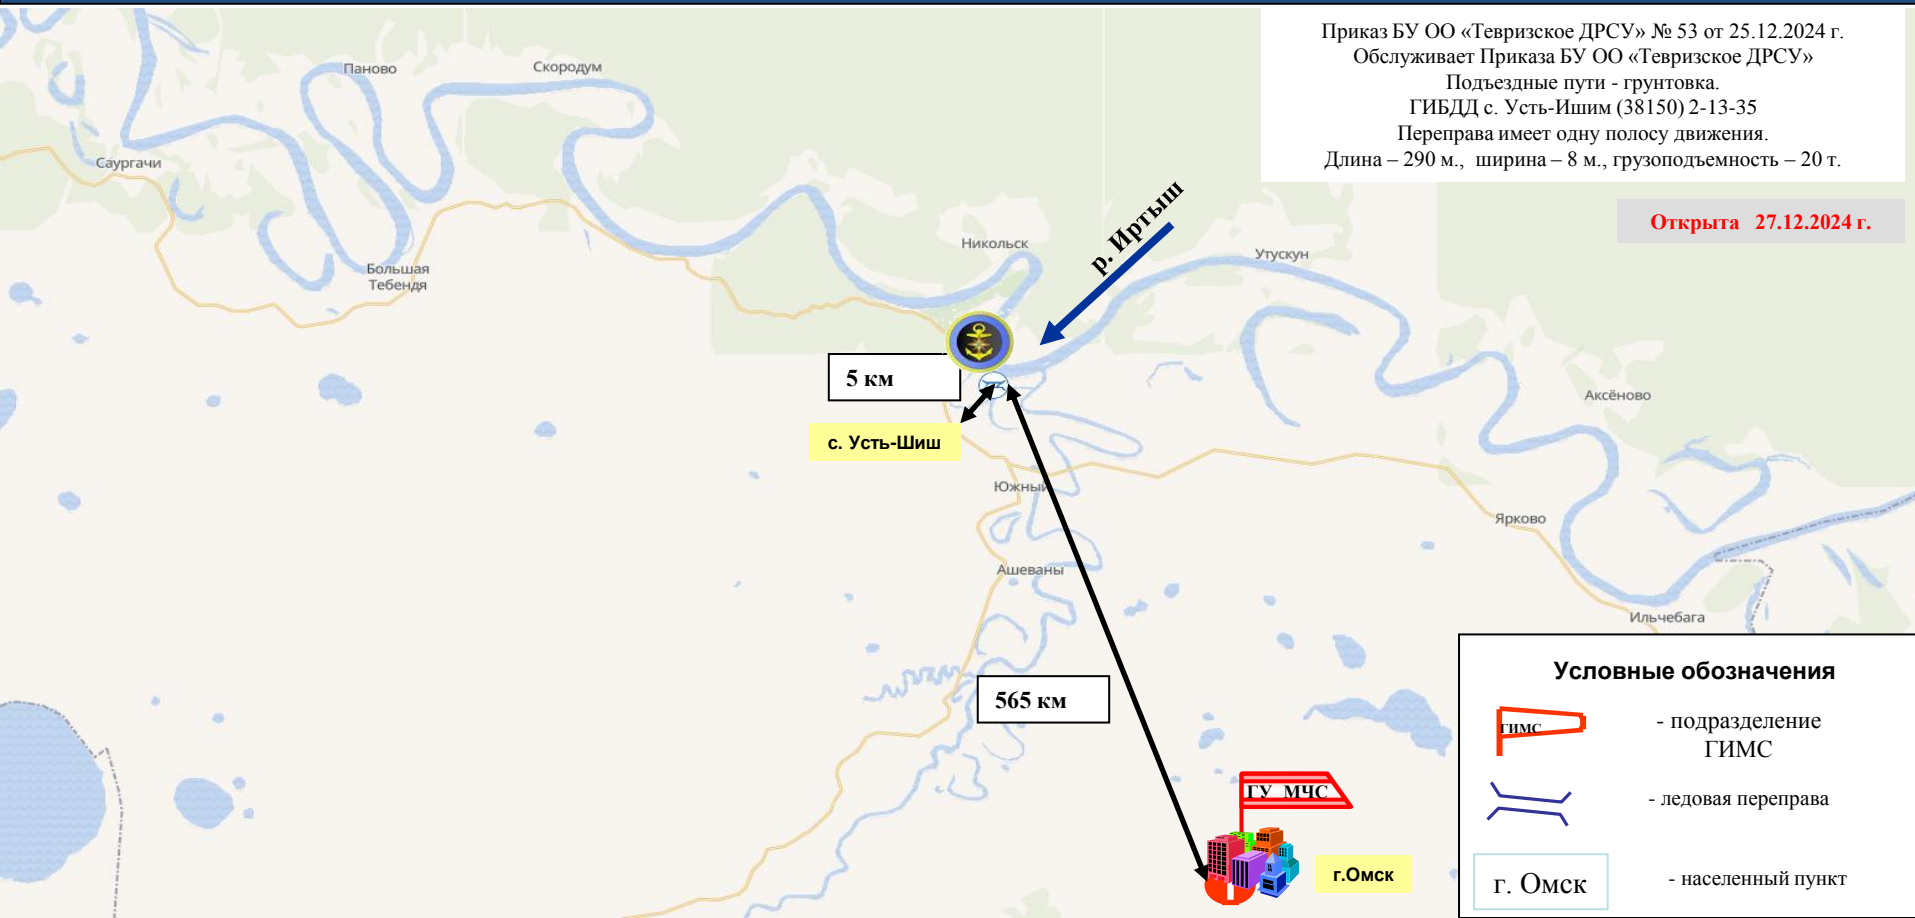 Приказ БУ ОО «Тевризское ДРСУ» № 53 от 25.12.2024 г.
Обслуживает Приказа БУ ОО «Тевризское ДРСУ»
Подъездные пути - грунтовка.
ГИБДД с. Усть-Ишим (38150) 2-13-35
Переправа имеет одну полосу движения.
Длина – 290 м., ширина – 8 м., грузоподъемность – 20 т.
Открыта 27.12.2024 г.
Паново
Скородум
Саургачи
Большая
Тебендя
Никольск
р. Иртыш
Утускун
5 км
с. Усть-Шиш
Аксёново
Южный
Ярково
Ашеваны
Ильчебага
565 км
ГУ МЧС
г.Омск
Условные обозначения
ГИМС
- подразделение
ГИМС
- ледовая переправа
г. Омск
- населенный пункт